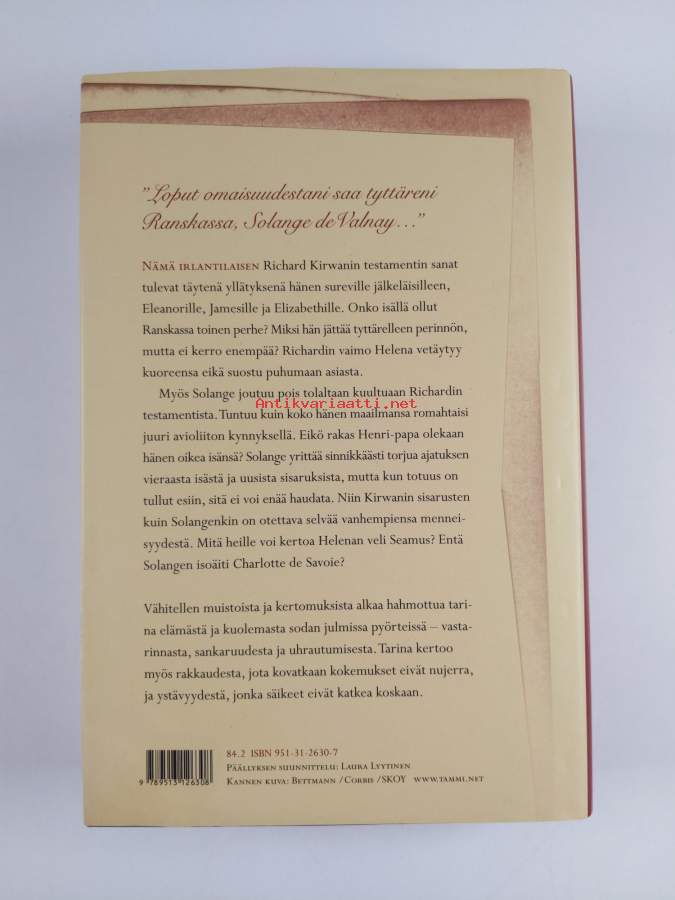 ”Loput omaisuudestani saa tyttäreni
Ranskassa, Solange de Valnay…”
Nämä irlantilaisen Richard Kirwanin testamentin sanat
tulevat täytenä yllätyksenä hänen sureville jälkeläisilleen,
Eleanorille, Jamesille ja Elizabethille. Onko isällä ollut
Ranskassa toinen perhe? Miksi hän jättää tyttärelleen perinnön,
mutta ei kerro enempää? Richardin vaimo Helena vetäytyy
kuoreensa eikä suostu puhumaan asiasta.
Myös Solange joutuu pois tolaltaan kuultuaan Richardin
Antikvariaatti.net
testamentista. Tuntuu kuin koko hänen maailmansa romahtaisi
juuri avioliiton kynnyksellä. Eikö rakas Henri-papa olekaan
hänen oikea isänsä? Solange yrittää sinnikkäästi torjua ajatuksen
vieraasta isästä ja uusista sisaruksista, mutta kun totuus on
tullut esiin, sitä ei voi enää haudata. Niin Kirwanin sisarusten
kuin Solangenkin on otettava selvää vanhempiensa mennei-
syydestä. Mitä heille voi kertoa Helenan veli Seamus? Entä
Solangen isoäiti Charlotte de Savoie?
Vähitellen muistoista ja kertomuksista alkaa hahmottua tari-
na elämästä ja kuolemasta sodan julmissa pyörteissä – vasta-
rinnasta, sankaruudesta ja uhrautumisesta. Tarina kertoo
myös rakkaudesta, jota kovatkaan kokemukset eivät nujerra,
ja ystävyydestä, jonka säikeet eivät katkea koskaan.
84.2 ISBN 951-31-2630-7
Päällyksen suunnittelu: Laura Lyytinen
Kannen kuva: Bettmann /Corbis /SKOY www.tammi.net
9 789513 126308